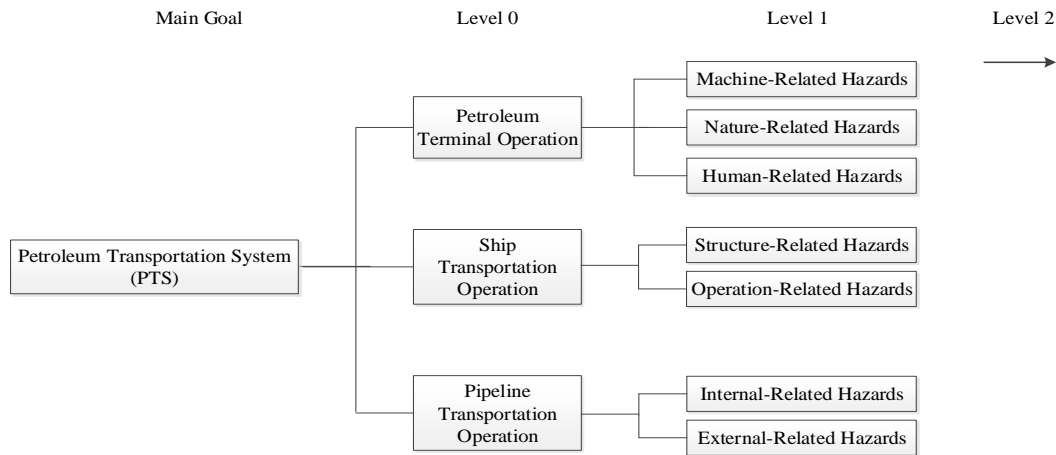 Main Goal
Level 0
Level 1
Level 2
Petroleum Transportation System
(PTS)
Petroleum
Terminal Operation
Machine-Related Hazards
Nature-Related Hazards
Human-Related Hazards
Ship
Transportation
Operation
Structure-Related Hazards
Operation-Related Hazards
Pipeline
Transportation
Operation
Internal-Related Hazards
External-Related Hazards